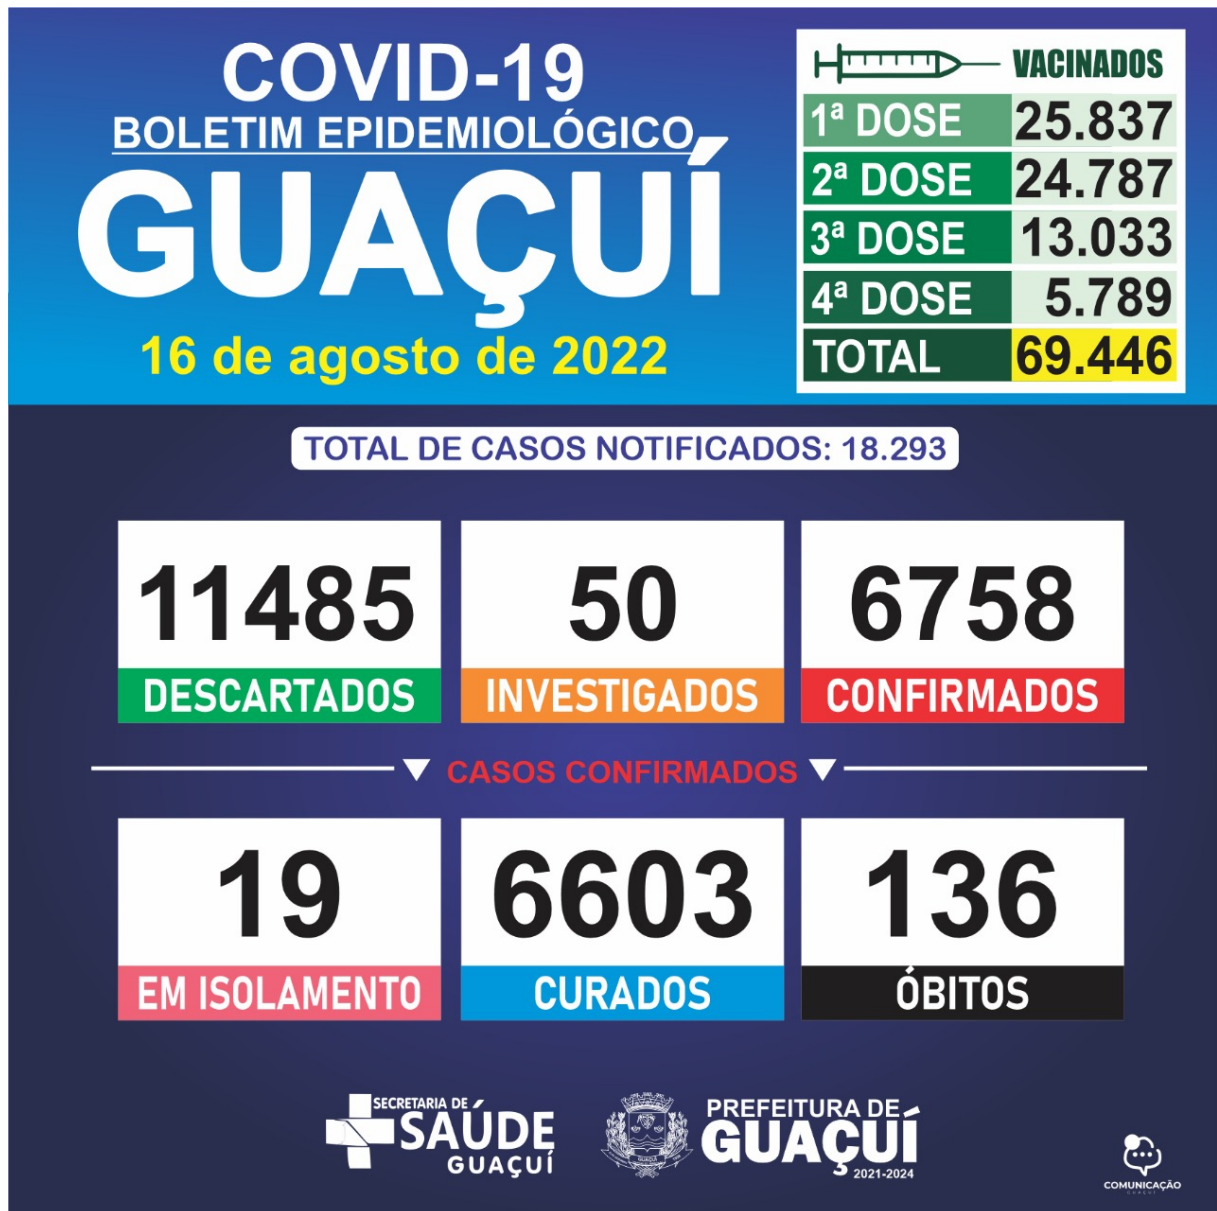 COVID-19
BOLETIM EPIDEMIOLÓGICO
GUAÇUÍ
16 de agosto de 2022
VACINADOS
1ª DOSE 25.837
2ª DOSE 24.787
3ª DOSE 13.033
4ª DOSE 5.789
TOTAL 69.446
TOTAL DE CASOS NOTIFICADOS: 18.293
11485 50 6758
DESCARTADOS INVESTIGADOS CONFIRMADOS
CASOS CONFIRMADOS
19 6603 136
EM ISOLAMENTO CURADOS ÓBITOS
SECRETARIA DE
SAÚDE
GUAÇUÍ
PREFEITURA DE
GUAÇUÍ
2021-2024
COMUNICAÇÃO